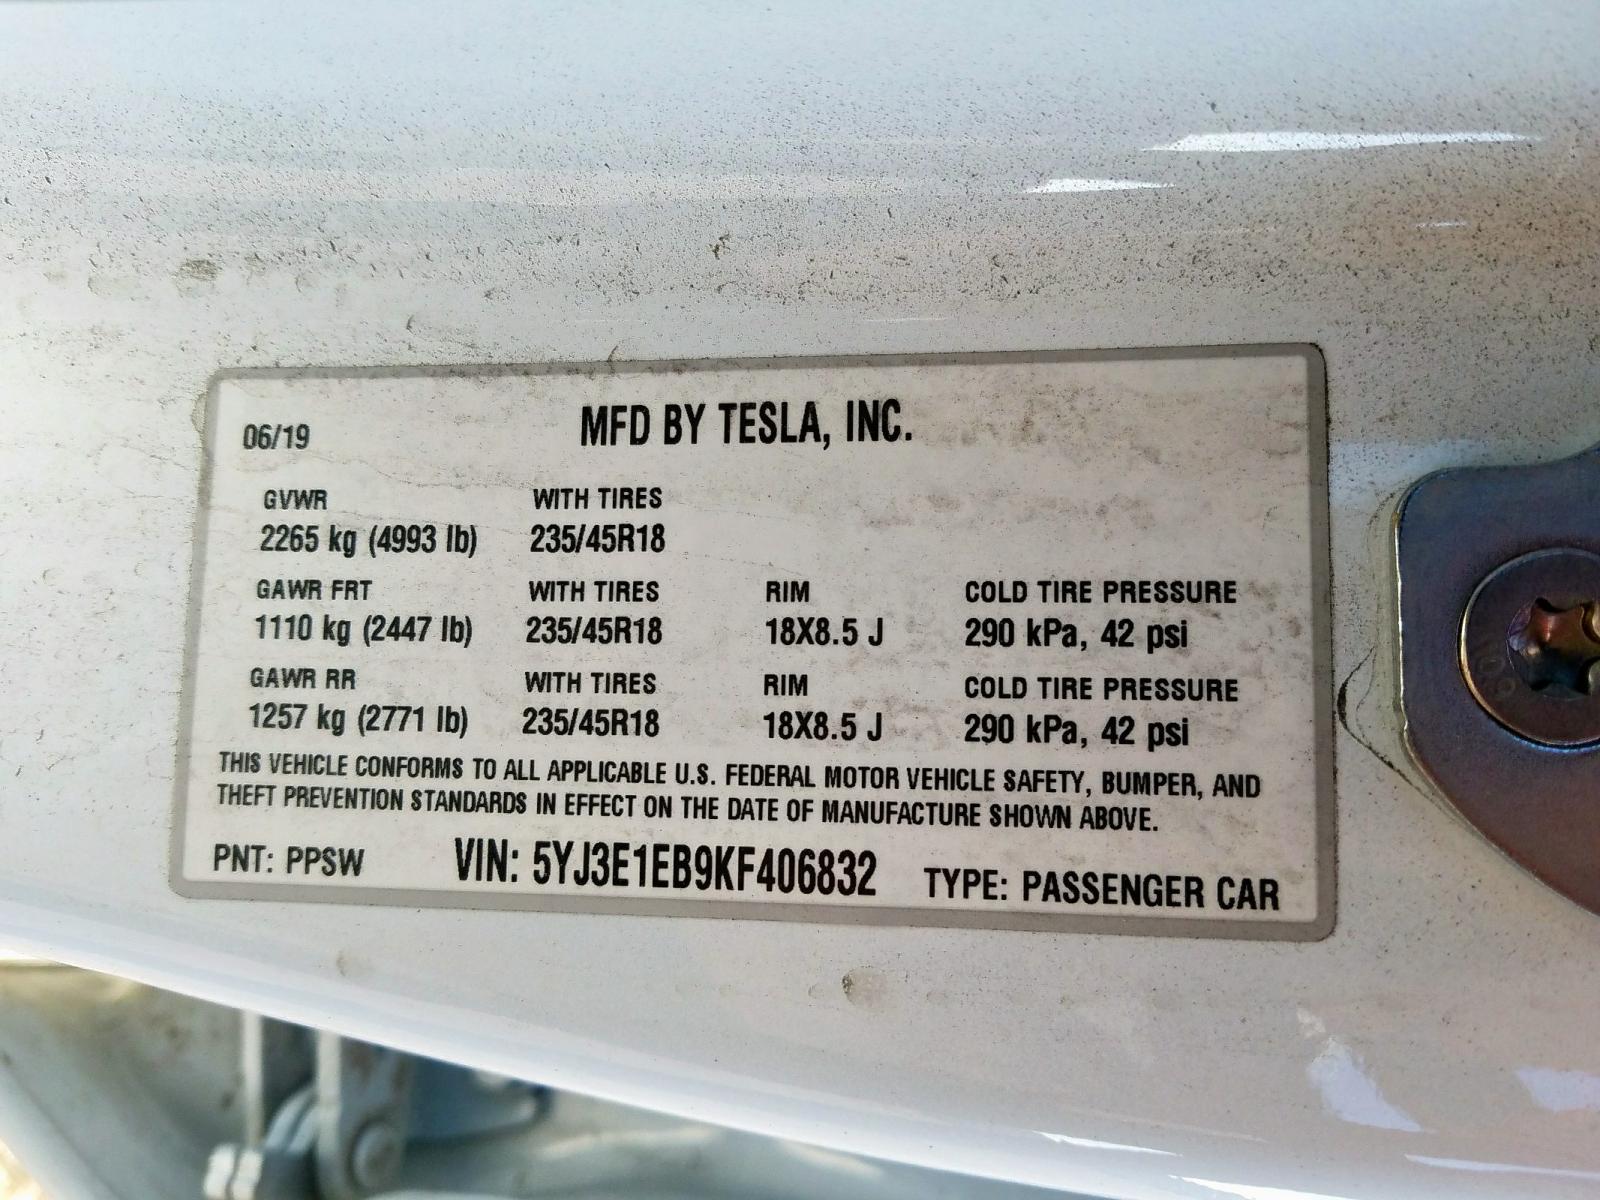 06/19 MFD BY TESLA, INC.
GVWR WITH TIRES
2265 kg (4993 lb) 235/45R18
GAWR FRT WITH TIRES RIM COLD TIRE PRESSURE
1110 kg (2447 lb) 235/45R18 18X8.5 J 290 kPa, 42 psi
GAWR RR WITH TIRES RIM COLD TIRE PRESSURE
1257 kg (2771 lb) 235/45R18 18X8.5 J 290 kPa, 42 psi
THIS VEHICLE CONFORMS TO ALL APPLICABLE U.S. FEDERAL MOTOR VEHICLE SAFETY, BUMPER, AND
THEFT PREVENTION STANDARDS IN EFFECT ON THE DATE OF MANUFACTURE SHOWN ABOVE.
PNT: PPSW VIN: 5YJ3E1EB9KF406832 TYPE: PASSENGER CAR